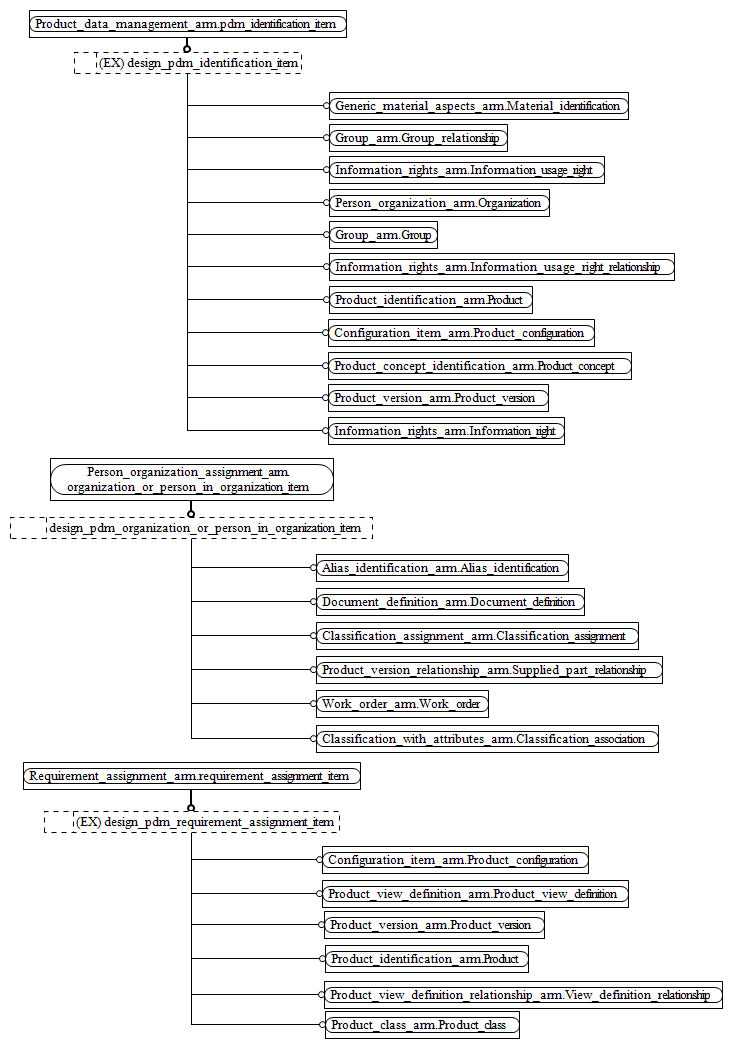 Product_data_management_arm.pdm_identification_item
(EX) design_pdm_identification_item
Generic_material_aspects_arm.Material_identification
Group_arm.Group_relationship
Information_rights_arm.Information_usage_right
Person_organization_arm.Organization
Group_arm.Group
Information_rights_arm.Information_usage_right_relationship
Product_identification_arm.Product
Configuration_item_arm.Product_configuration
Product_concept_identification_arm.Product_concept
Product_version_arm.Product_version
Information_rights_arm.Information_right
Person_organization_assignment_arm.
organization_or_person_in_organization_item
design_pdm_organization_or_person_in_organization_item
Alias_identification_arm.Alias_identification
Document_definition_arm.Document_definition
Classification_assignment_arm.Classification_assignment
Product_version_relationship_arm.Supplied_part_relationship
Work_order_arm.Work_order
Classification_with_attributes_arm.Classification_association
Requirement_assignment_arm.requirement_assignment_item
(EX) design_pdm_requirement_assignment_item
Configuration_item_arm.Product_configuration
Product_view_definition_arm.Product_view_definition
Product_version_arm.Product_version
Product_identification_arm.Product
Product_view_definition_relationship_arm.View_definition_relationship
Product_class_arm.Product_class